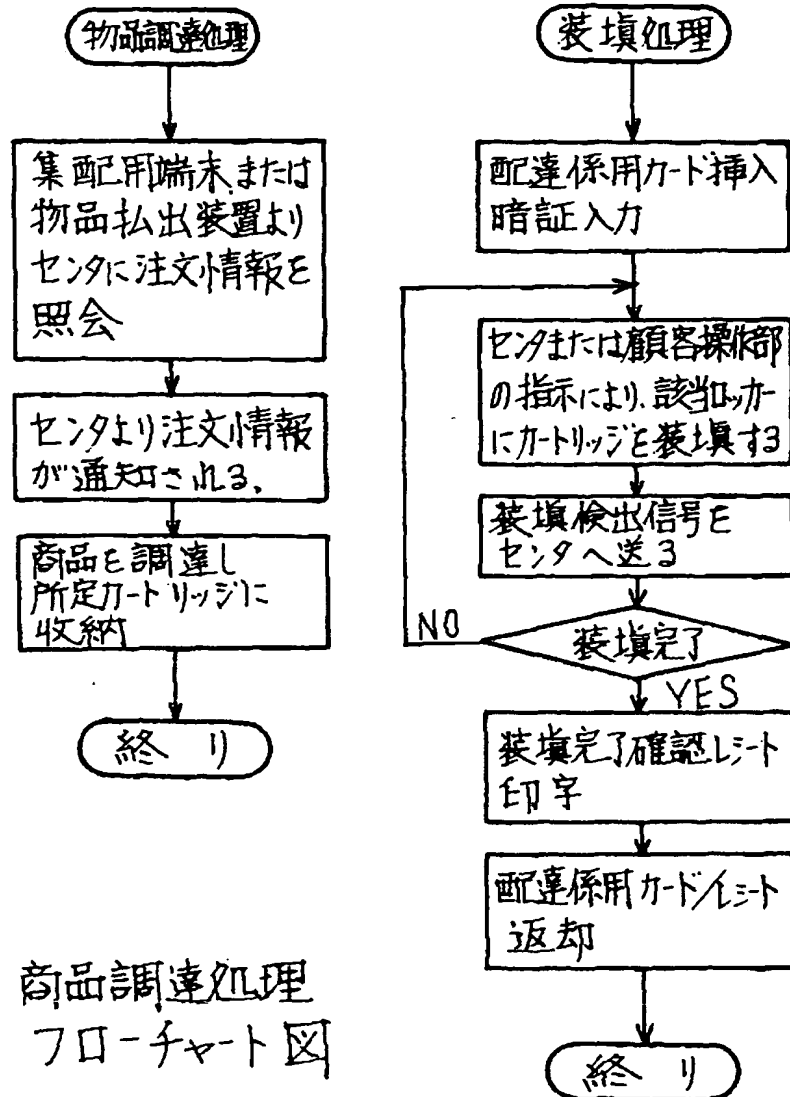 物品調達処理
集配用端末、または
物品払出装置より
センタに注文情報を
照会
センタより注文情報
が通知される。
商品を調達し
所定カートリッジに
収納
終り
商品調達処理
フローチャート図
装填処理
配達係用カード挿入
暗証入力
センタまたは顧客操作部
の指示により、該当ロッカー
にカートリッジを装填する
装填検出信号を
センタへ送る
装填完了
NO
YES
装填完了確認レシート
印字
配達係用カード/レシート
返却
終り